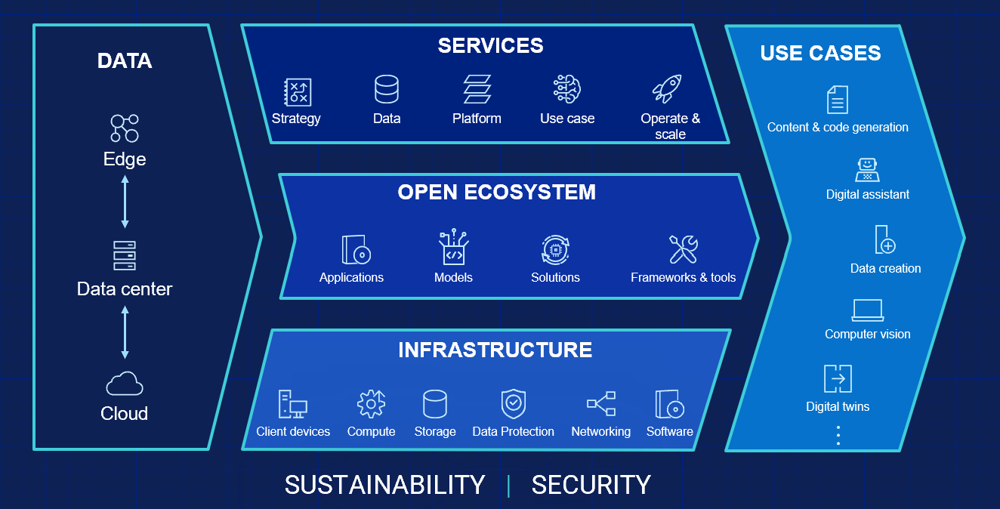 DATA
Edge
Data center
Cloud
SERVICES
Strategy
Data
Platform
Use case
Operate &
scale
OPEN ECOSYSTEM
Applications
Models
Solutions
Frameworks & tools
INFRASTRUCTURE
Client devices
Compute
Storage
Data Protection
Networking
Software
USE CASES
Content & code generation
Digital assistant
Data creation
Computer vision
Digital twins
SUSTAINABILITY | SECURITY